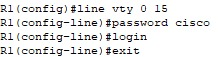 R1(config)#line vty 0 15
R1(config-line)#password cisco
R1(config-line)#login
R1(config-line)#exit